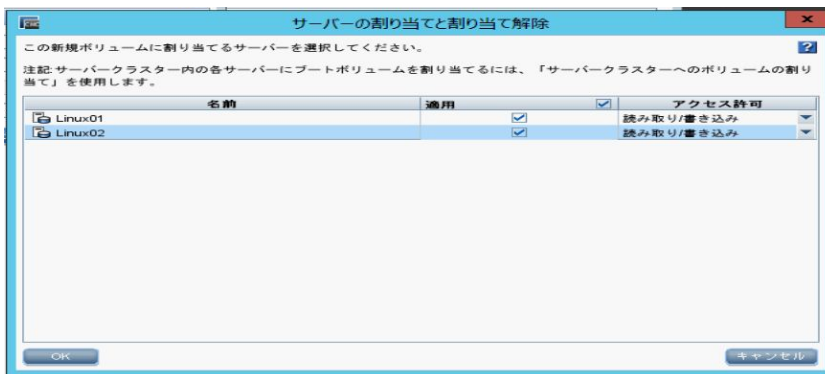 サーバーの割り当てと割り当て解除
この新規ボリュームに割り当てるサーバーを選択してください。
注記:サーバークラスター内の各サーバーにブートボリュームを割り当てるには、「サーバークラスターへのボリュームの割り
当て」を使用します。
名前 適用 アクセス許可
Linux01 読み取り/書き込み
Linux02 読み取り/書き込み
OK キャンセル